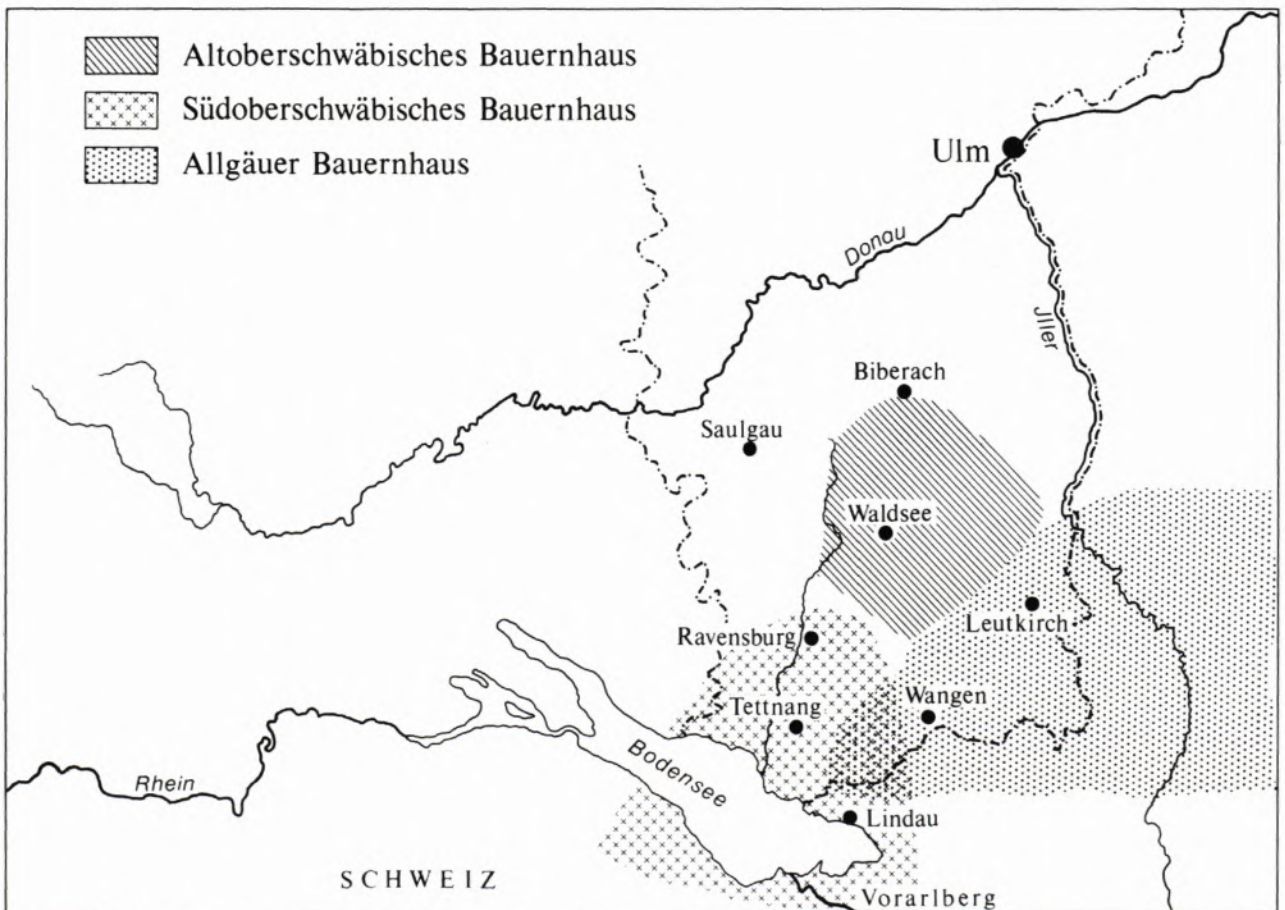 Altoberschwäbisches Bauernhaus
Südoberschwäbisches Bauernhaus
Allgäuer Bauernhaus
Ulm
Donau
Jller
Biberach
Saulgau
Waldsee
Leutkirch
Ravensburg
Tettnang
Wangen
Bodensee
Rhein
Lindau
SCHWEIZ
Vorarlberg